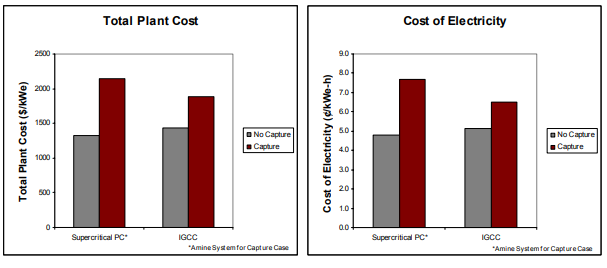 Total Plant Cost
Total Plant Cost ($/kWe)
2500
2000
1500
1000
500
0
Supercritical PC*
IGCC
*Amine System for Capture Case
No Capture
Capture
Cost of Electricity
Cost of Electricity (¢/kWe-h)
9.0
8.0
7.0
6.0
5.0
4.0
3.0
2.0
1.0
0.0
Supercritical PC*
IGCC
*Amine System for Capture Case
No Capture
Capture